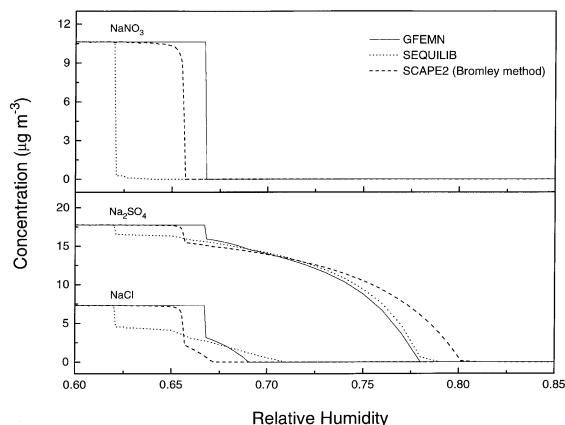 NaNO3
GFEMN
SEQUILIB
SCAPE2 (Bromley method)
12
9
6
3
0
Concentration (μg m-3)
Na2SO4
NaCl
20
15
10
5
0
0.60
0.65
0.70
0.75
0.80
0.85
Relative Humidity